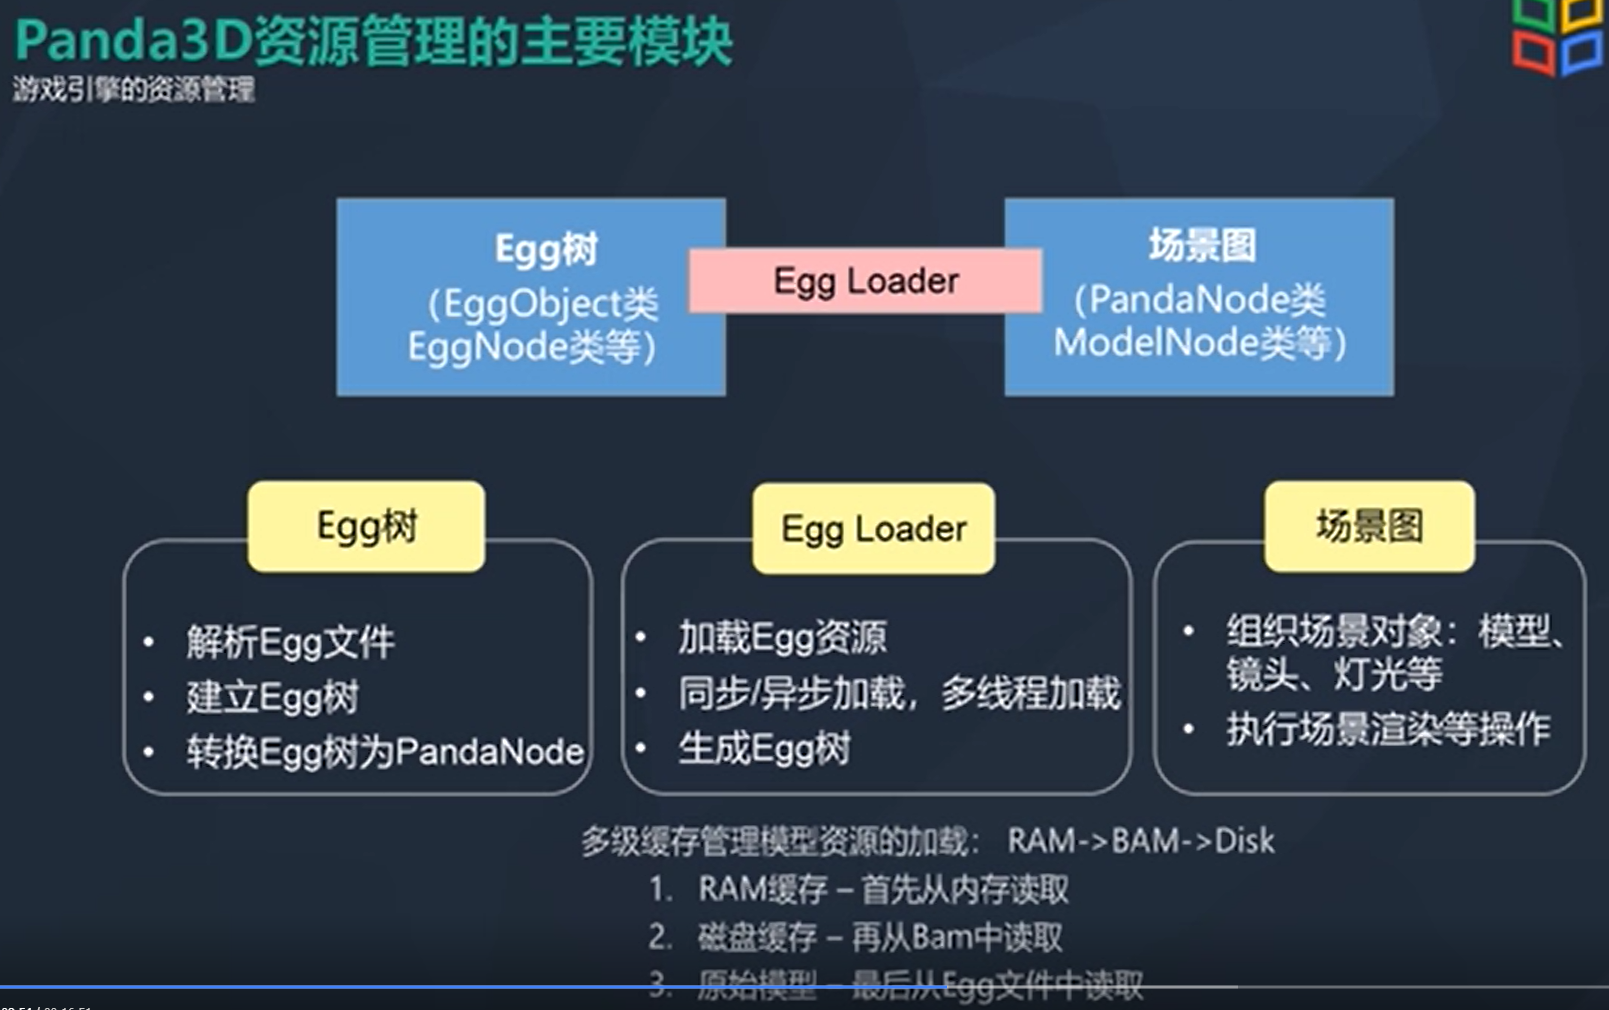 Panda3D资源管理的主要模块
游戏引擎的资源管理
Egg树
（EggObject类
EggNode类等）
Egg Loader
场景图
（PandaNode类
ModelNode类等）
Egg树
• 解析Egg文件
• 建立Egg树
• 转换Egg树为PandaNode
Egg Loader
• 加载Egg资源
• 同步/异步加载，多线程加载
• 生成Egg树
场景图
• 组织场景对象：模型、
镜头、灯光等
• 执行场景渲染等操作
多级缓存管理模型资源的加载： RAM->BAM->Disk
1. RAM缓存 – 首先从内存读取
2. 磁盘缓存 – 再从Bam中读取
3. 原始模型 – 最后从Egg文件中读取